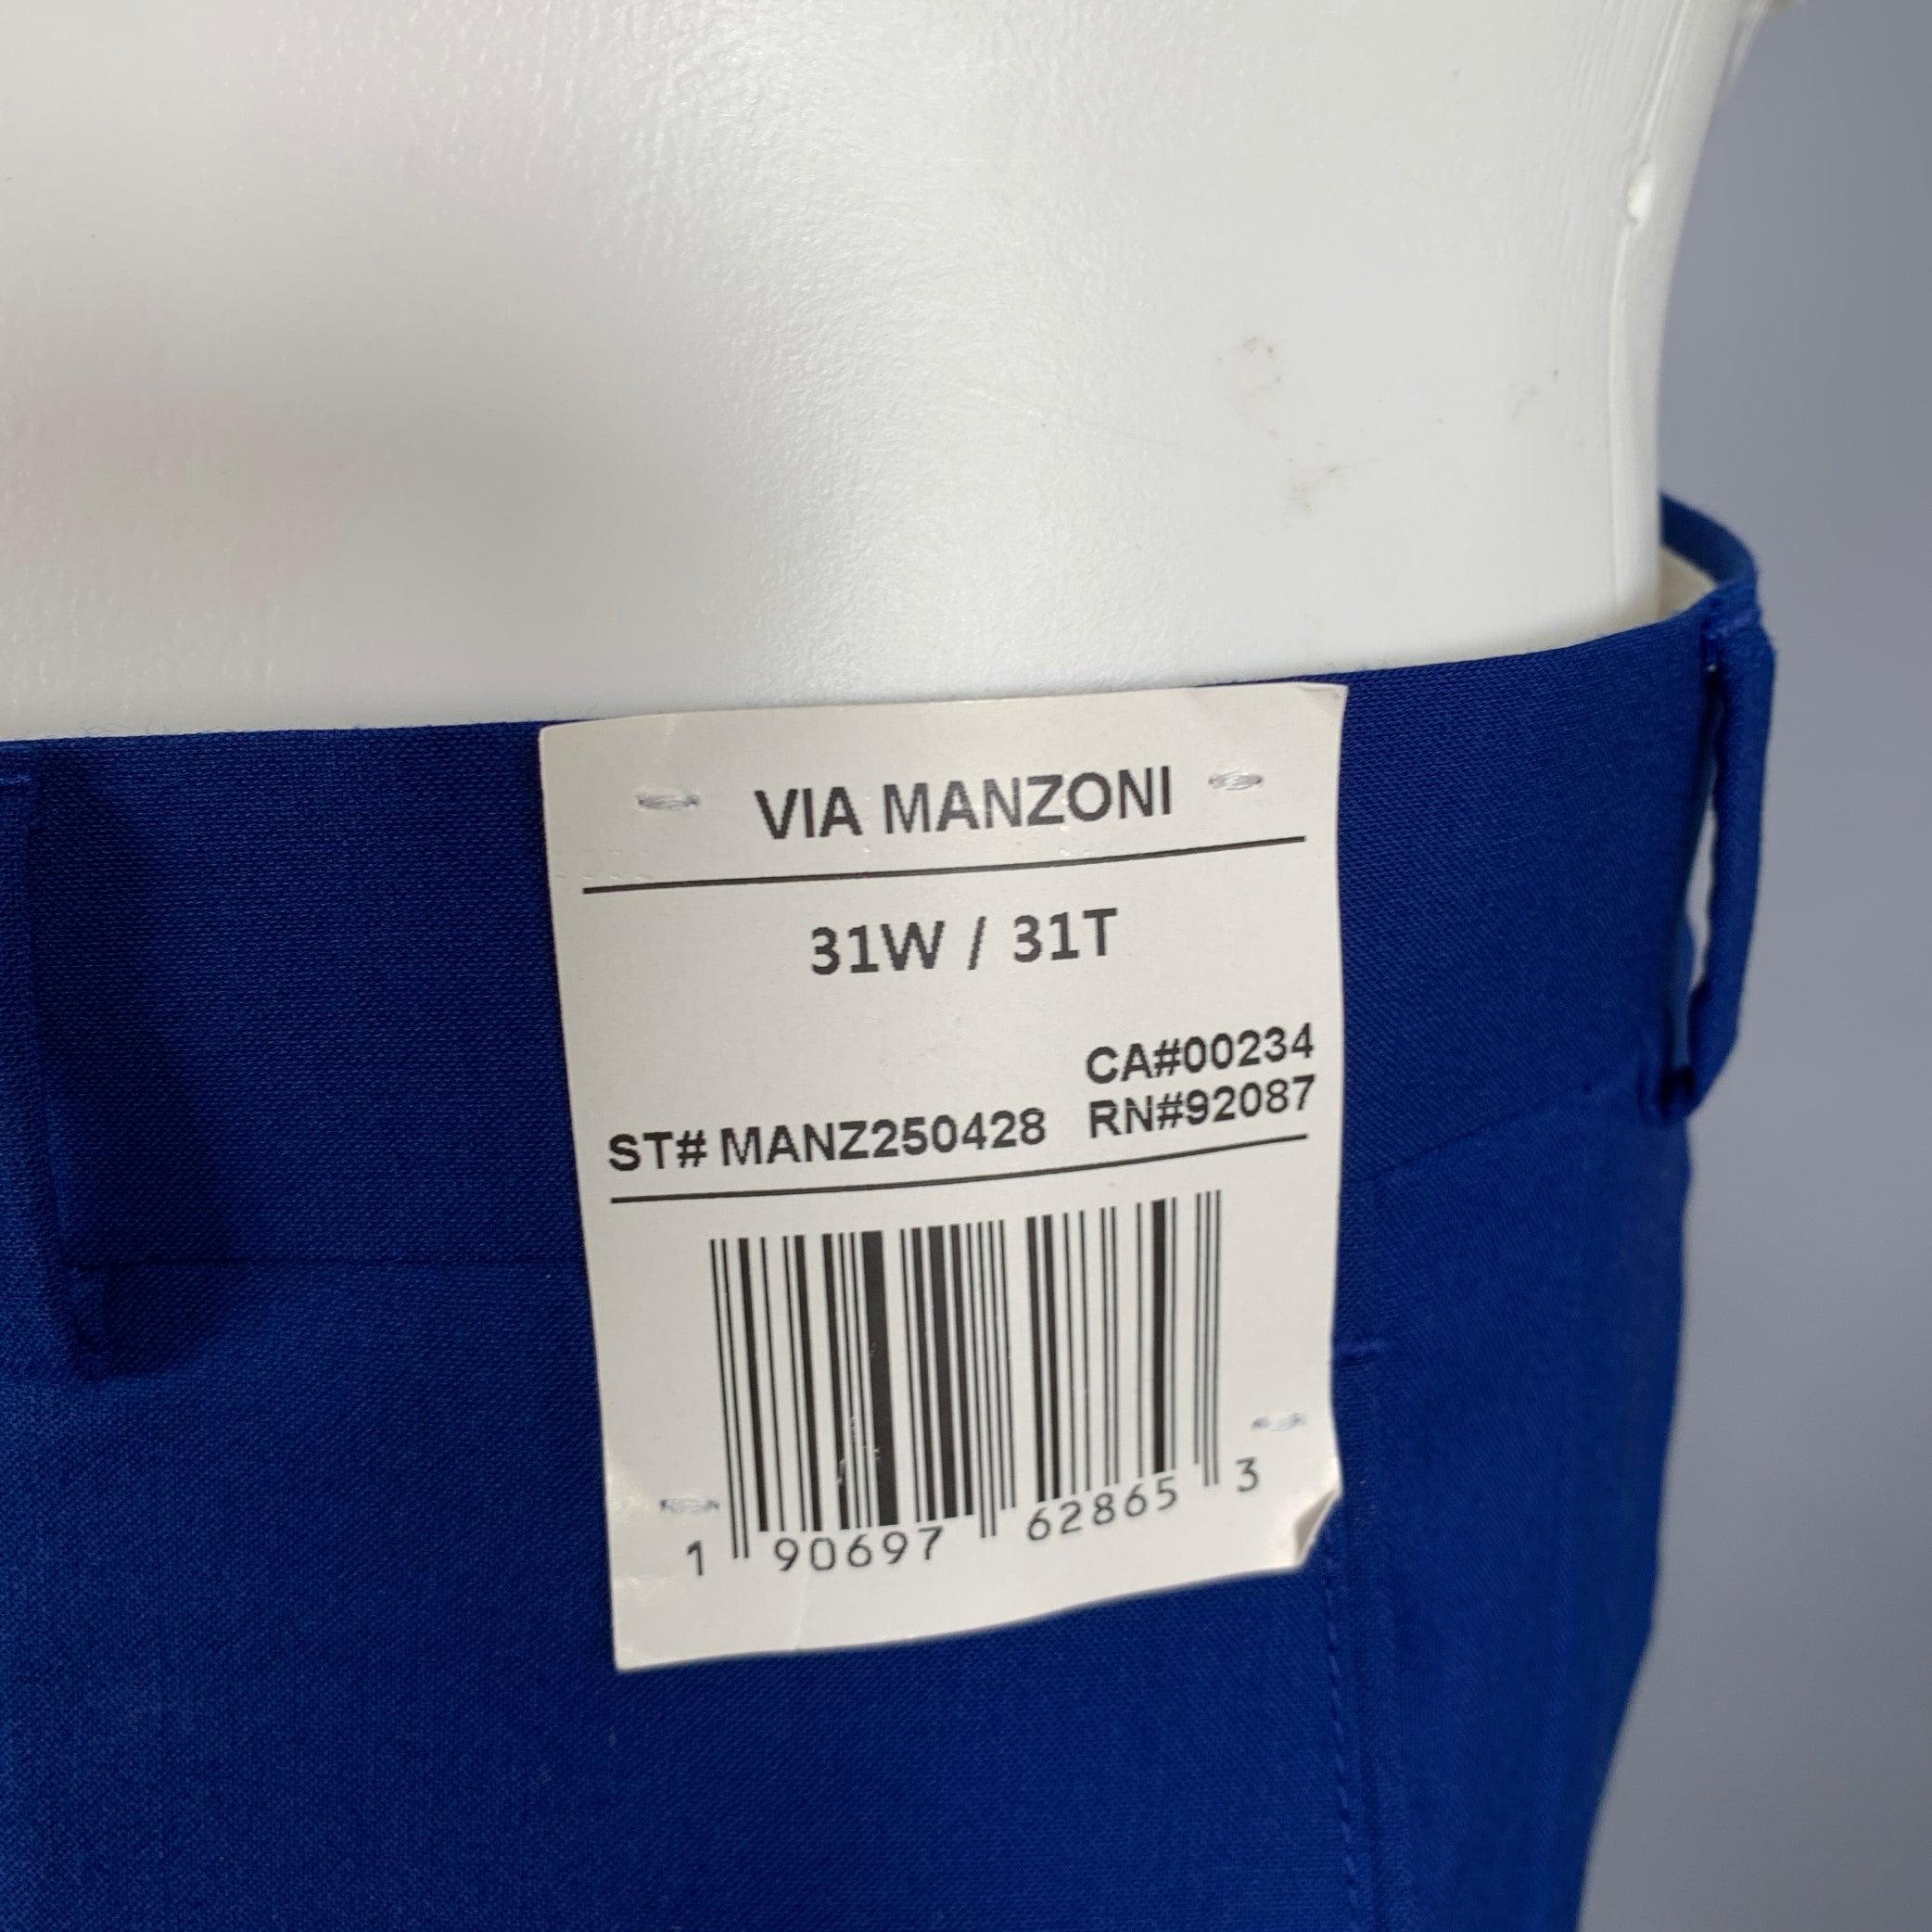 VIA MANZONI
31W / 31T
CA#00234
ST# MANZ250428 RN#92087
1 90697 62865 3